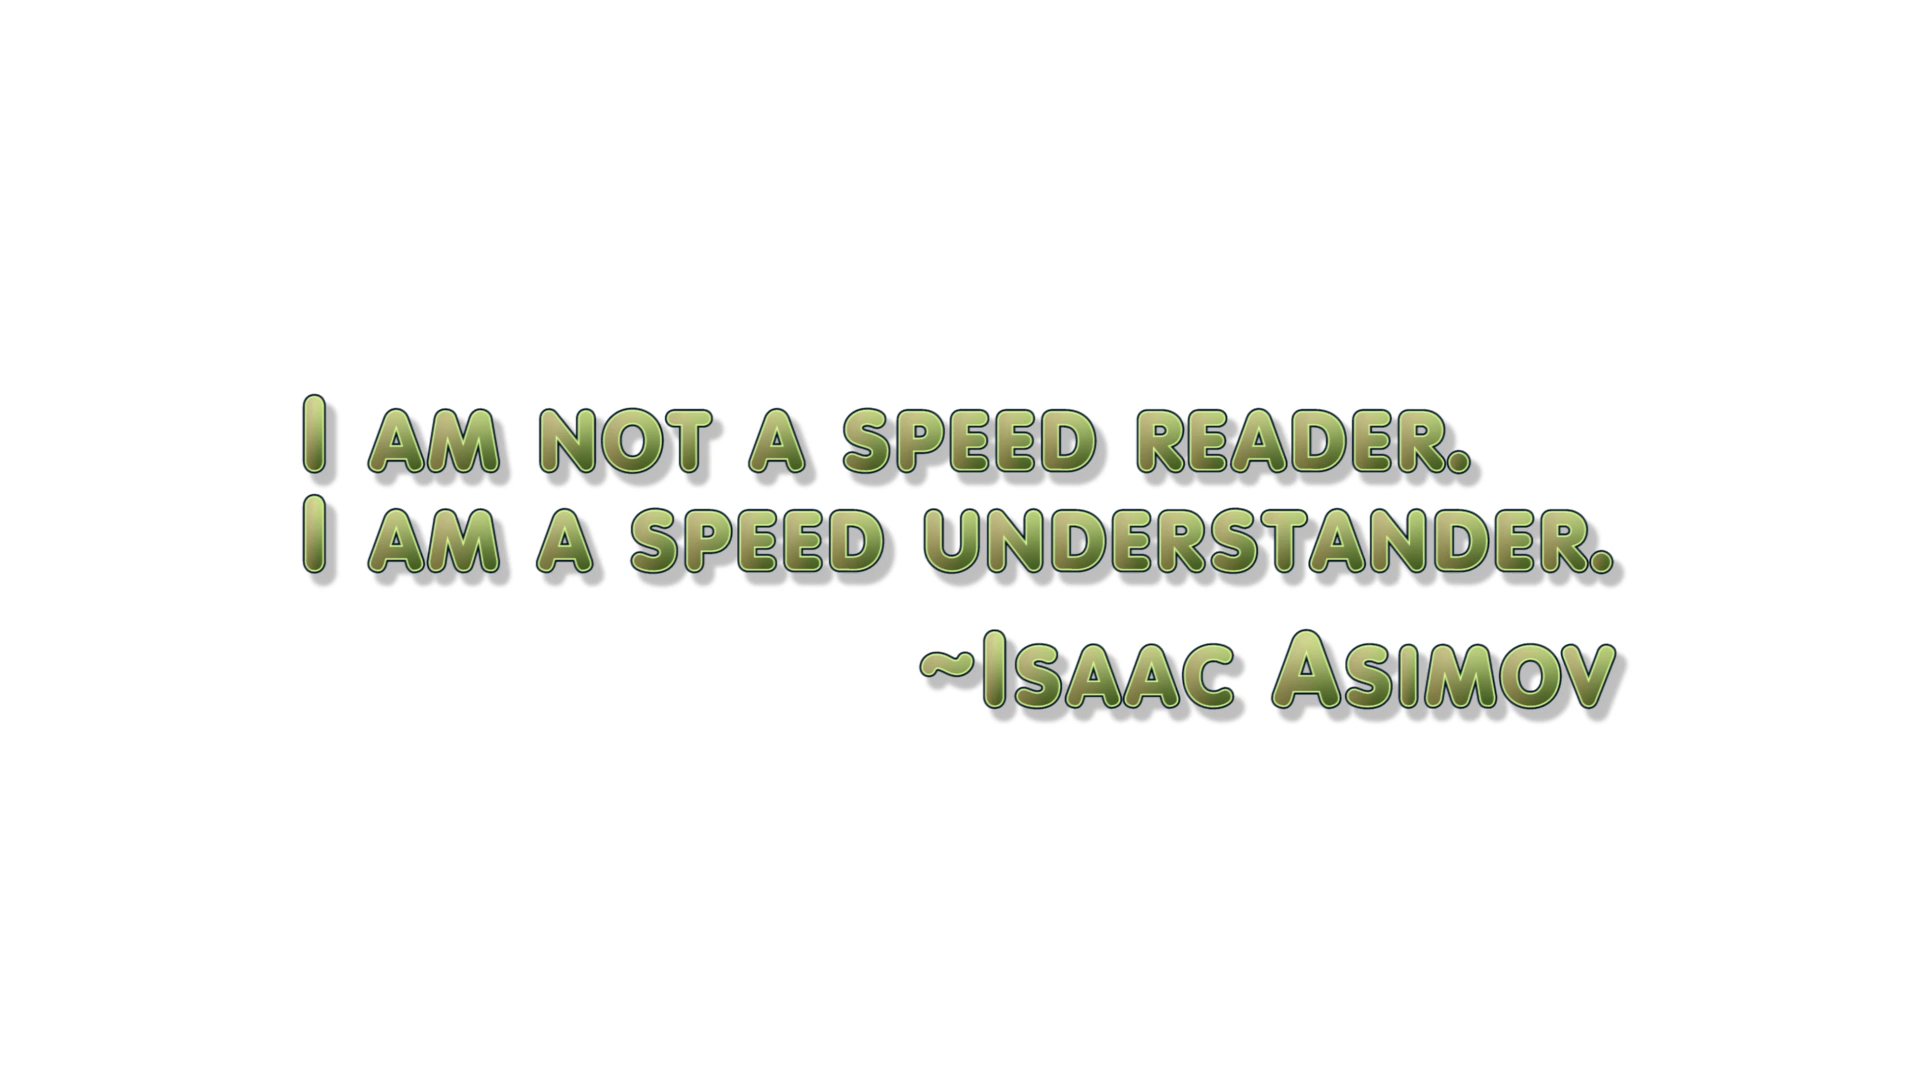 I am not a speed reader.
I am a speed understander.
~Isaac Asimov